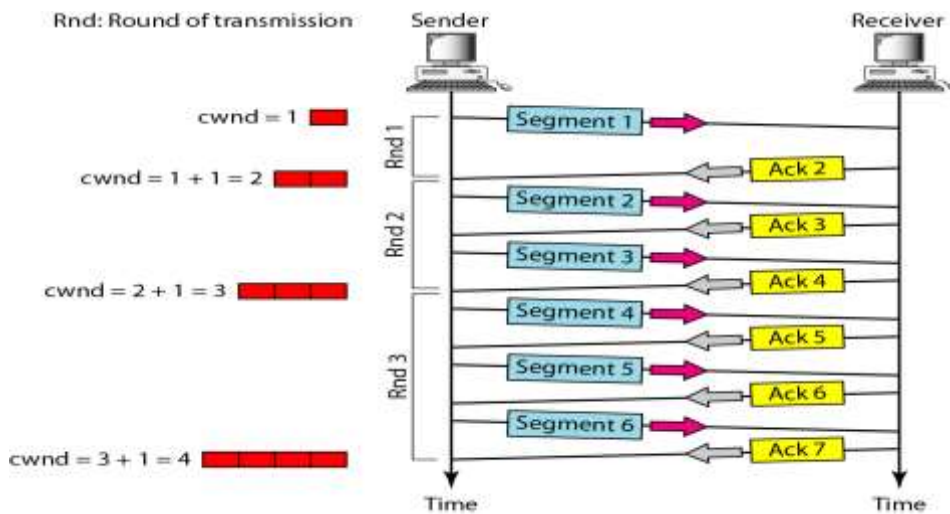 Rnd: Round of transmission
Sender
Receiver
cwnd = 1
Rnd 1
Segment 1
Ack 2
cwnd = 1 + 1 = 2
Rnd 2
Segment 2
Ack 3
Segment 3
Ack 4
cwnd = 2 + 1 = 3
Rnd 3
Segment 4
Ack 5
Segment 5
Ack 6
Segment 6
Ack 7
cwnd = 3 + 1 = 4
Time
Time